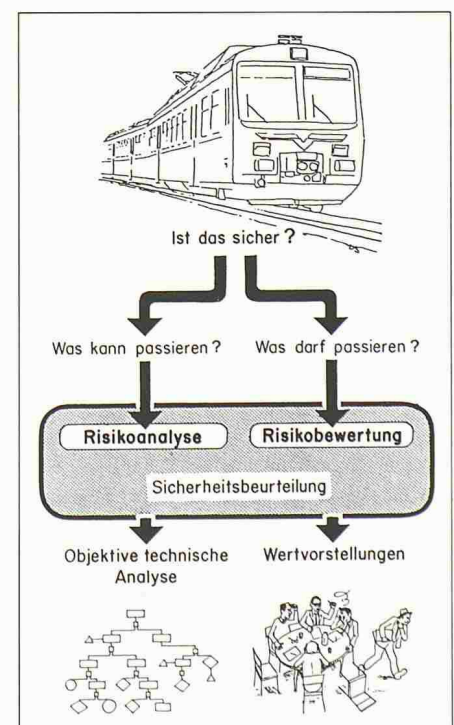 Ist das sicher ?
Was kann passieren ?
Was darf passieren ?
Risikoanalyse
Risikobewertung
Sicherheitsbeurteilung
Objektive technische
Analyse
Wertvorstellungen